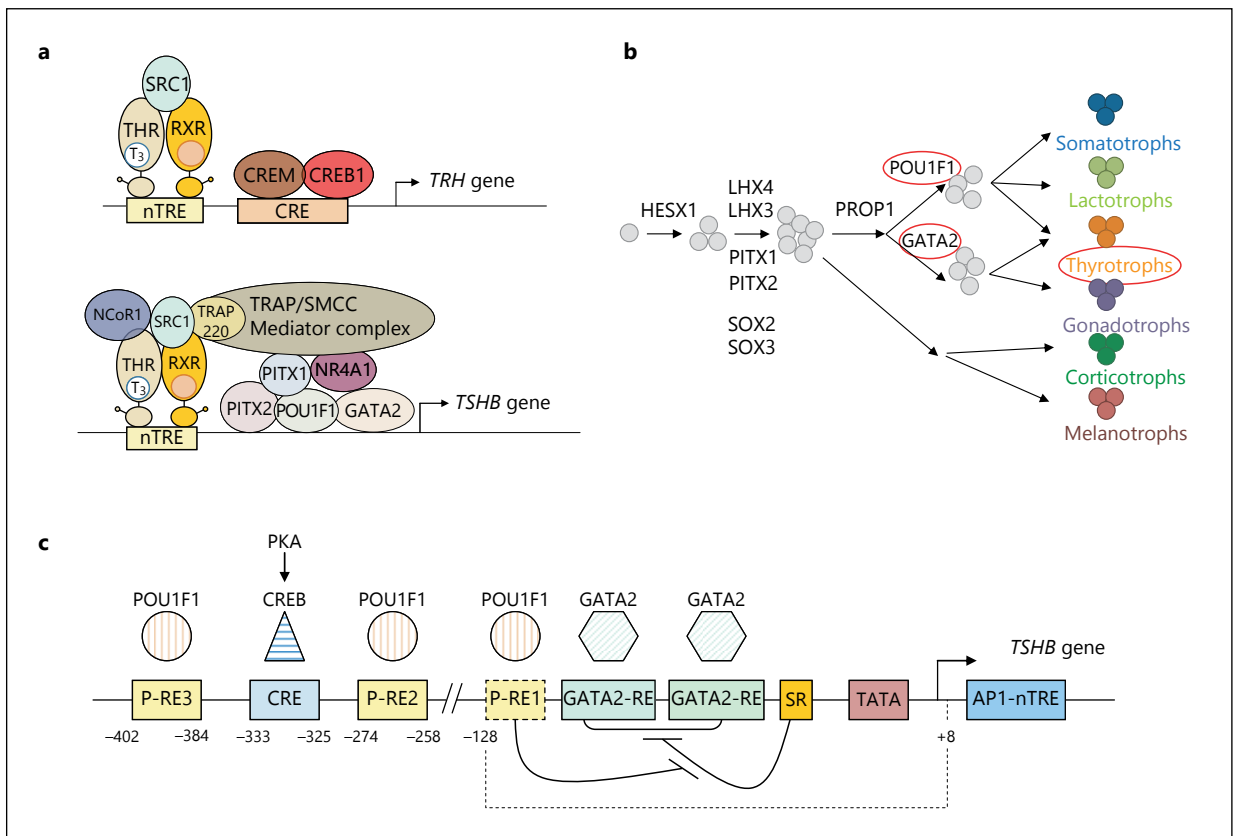 a
SRC1
THR
RXR
T3
CREM
CREB1
TRH gene
nTRE
CRE
NCoR1
SRC1
TRAP
220
TRAP/SMCC
Mediator complex
THR
RXR
T3
PITX1
NR4A1
PITX2
POU1F1
GATA2
TSHB gene
nTRE
b
HESX1
LHX4
LHX3
PITX1
PITX2
SOX2
SOX3
PROP1
POU1F1
GATA2
Somatotrophs
Lactotrophs
Thyrotrophs
Gonadotrophs
Corticotrophs
Melanotrophs
c
PKA
POU1F1
CREB
POU1F1
POU1F1
GATA2
GATA2
TSHB gene
P-RE3
CRE
P-RE2
P-RE1
GATA2-RE
GATA2-RE
SR
TATA
AP1-nTRE
–402
–384
–333
–325
–274
–258
–128
+8